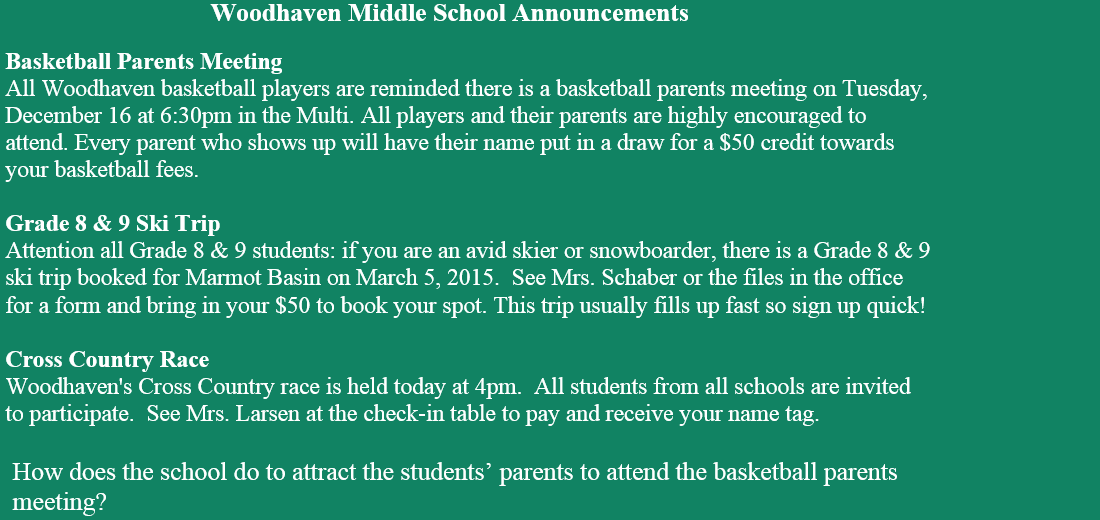 Woodhaven Middle School Announcements
Basketball Parents Meeting
All Woodhaven basketball players are reminded there is a basketball parents meeting on Tuesday,
December 16 at 6:30pm in the Multi. All players and their parents are highly encouraged to
attend. Every parent who shows up will have their name put in a draw for a $50 credit towards
your basketball fees.
Grade 8 & 9 Ski Trip
Attention all Grade 8 & 9 students: if you are an avid skier or snowboarder, there is a Grade 8 & 9
ski trip booked for Marmot Basin on March 5, 2015.  See Mrs. Schaber or the files in the office
for a form and bring in your $50 to book your spot. This trip usually fills up fast so sign up quick!
Cross Country Race
Woodhaven's Cross Country race is held today at 4pm.  All students from all schools are invited
to participate.  See Mrs. Larsen at the check-in table to pay and receive your name tag.
How does the school do to attract the students’ parents to attend the basketball parents
meeting?